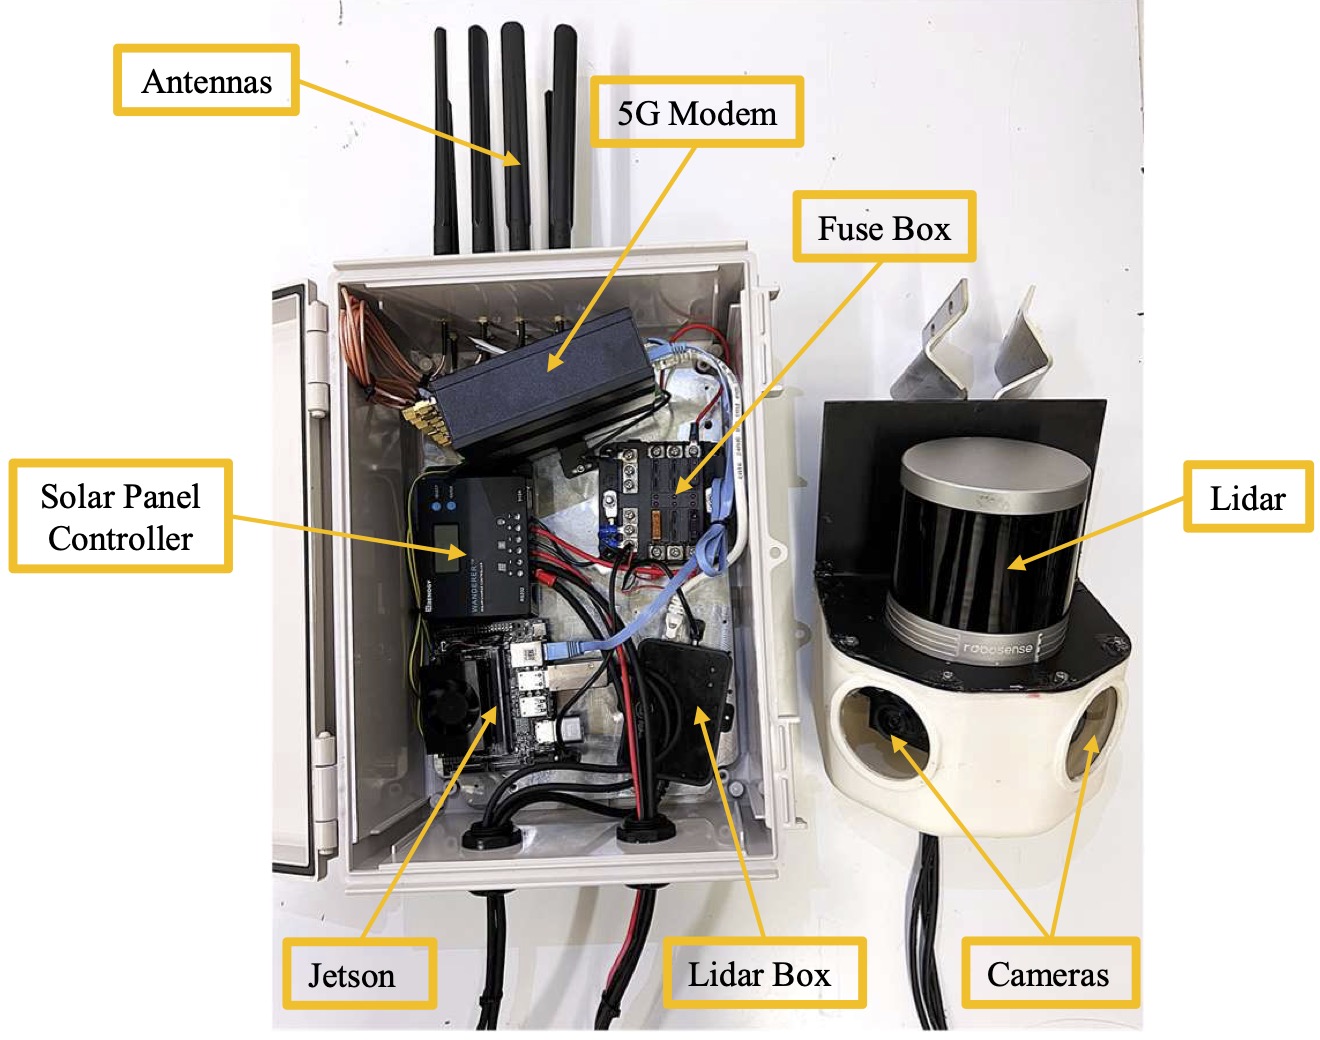 Antennas
5G Modem
Fuse Box
Solar Panel
Controller
Lidar
WANDERER
RENOGY
robosense
Jetson
Lidar Box
Cameras